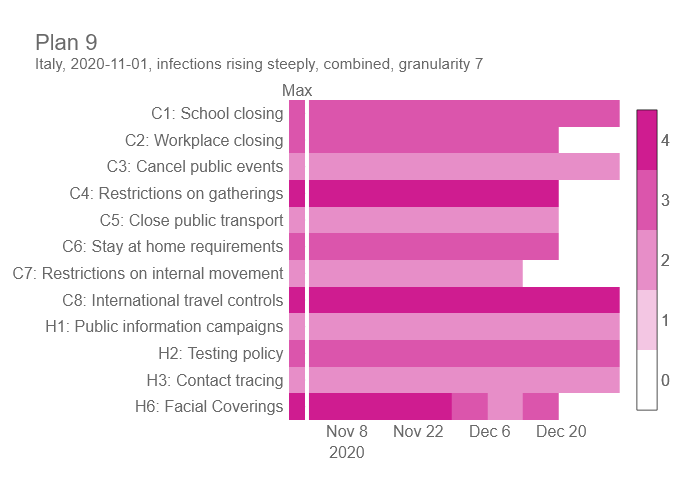 Plan 9
Italy, 2020-11-01, infections rising steeply, combined, granularity 7
Max
C1: School closing
C2: Workplace closing
C3: Cancel public events
C4: Restrictions on gatherings
C5: Close public transport
C6: Stay at home requirements
C7: Restrictions on internal movement
C8: International travel controls
H1: Public information campaigns
H2: Testing policy
H3: Contact tracing
H6: Facial Coverings
Nov 8 Nov 22 Dec 6 Dec 20
2020
4
3
2
1
0